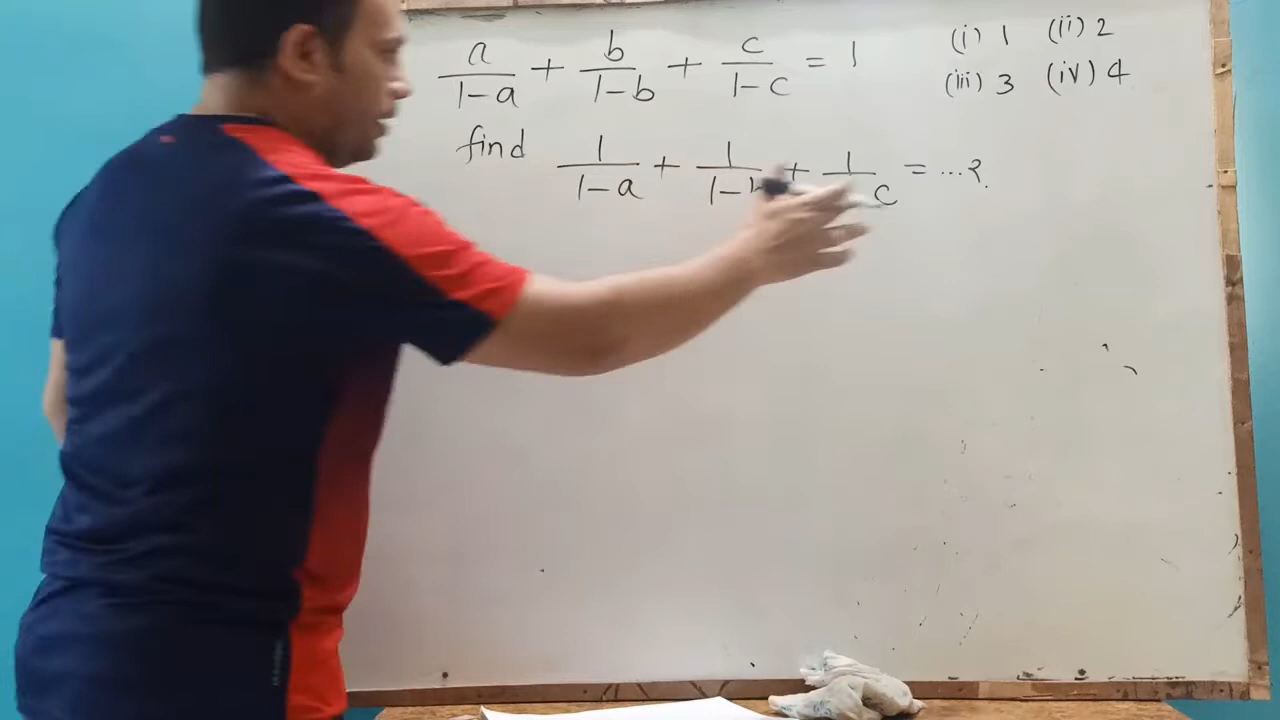 a/(1-a) + b/(1-b) + c/(1-c) = 1
(i) 1 (ii) 2
(iii) 3 (iv) 4
find 1/(1-a) + 1/(1- + 1/ c = ...?